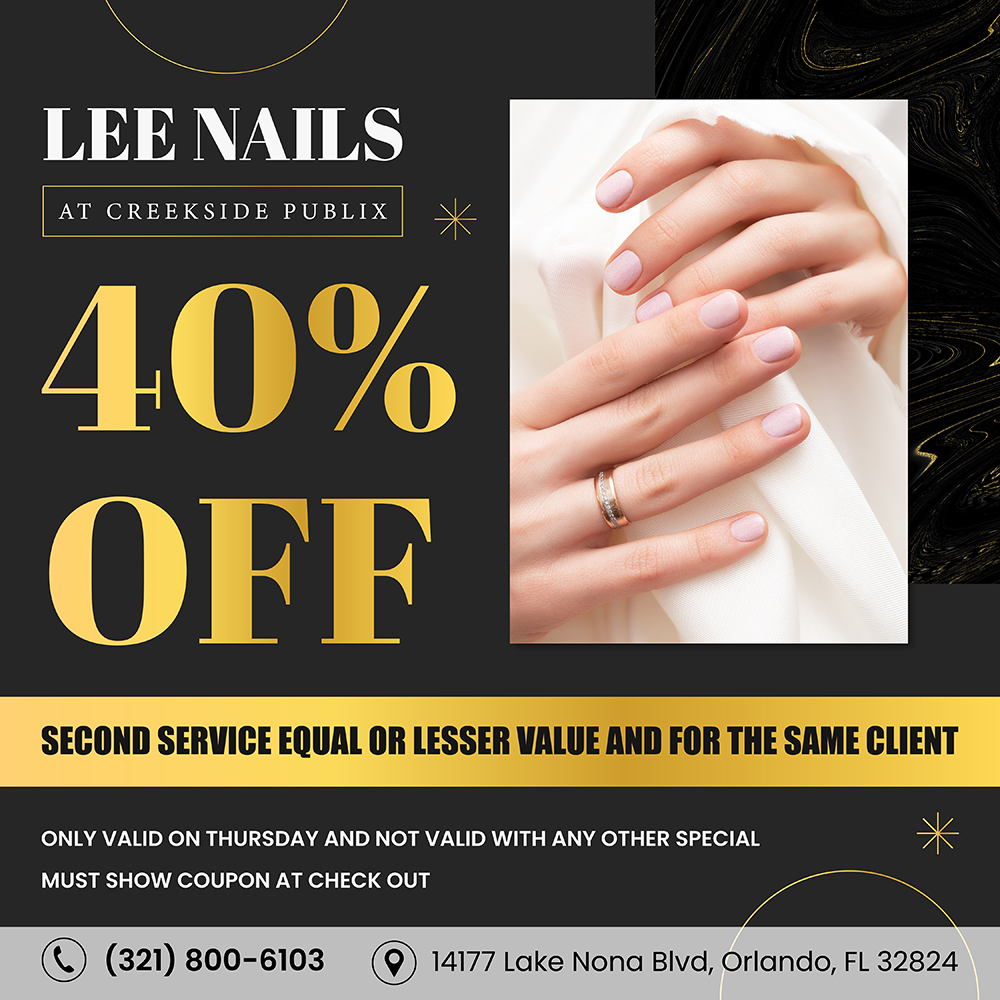 LEE NAILS
AT CREEKSIDE PUBLIX
40%
OFF
SECOND SERVICE EQUAL OR LESSER VALUE AND FOR THE SAME CLIENT
ONLY VALID ON THURSDAY AND NOT VALID WITH ANY OTHER SPECIAL
MUST SHOW COUPON AT CHECK OUT
(321) 800-6103
14177 Lake Nona Blvd, Orlando, FL 32824